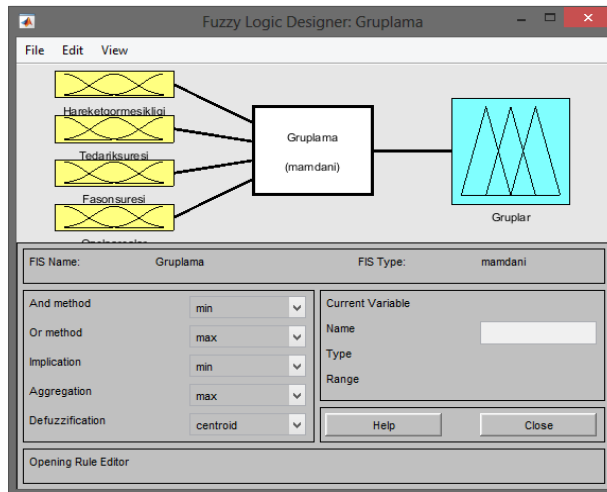 Fuzzy Logic Designer: Gruplama
File Edit View
Hareketgormesikligi
Tedariksuresi
Fasonsuresi
Gruplama
(mamdani)
Gruplar
FIS Name: Gruplama FIS Type: mamdani
And method min
Or method max
Implication min
Aggregation max
Defuzzification centroid
Current Variable
Name
Type
Range
Help Close
Opening Rule Editor